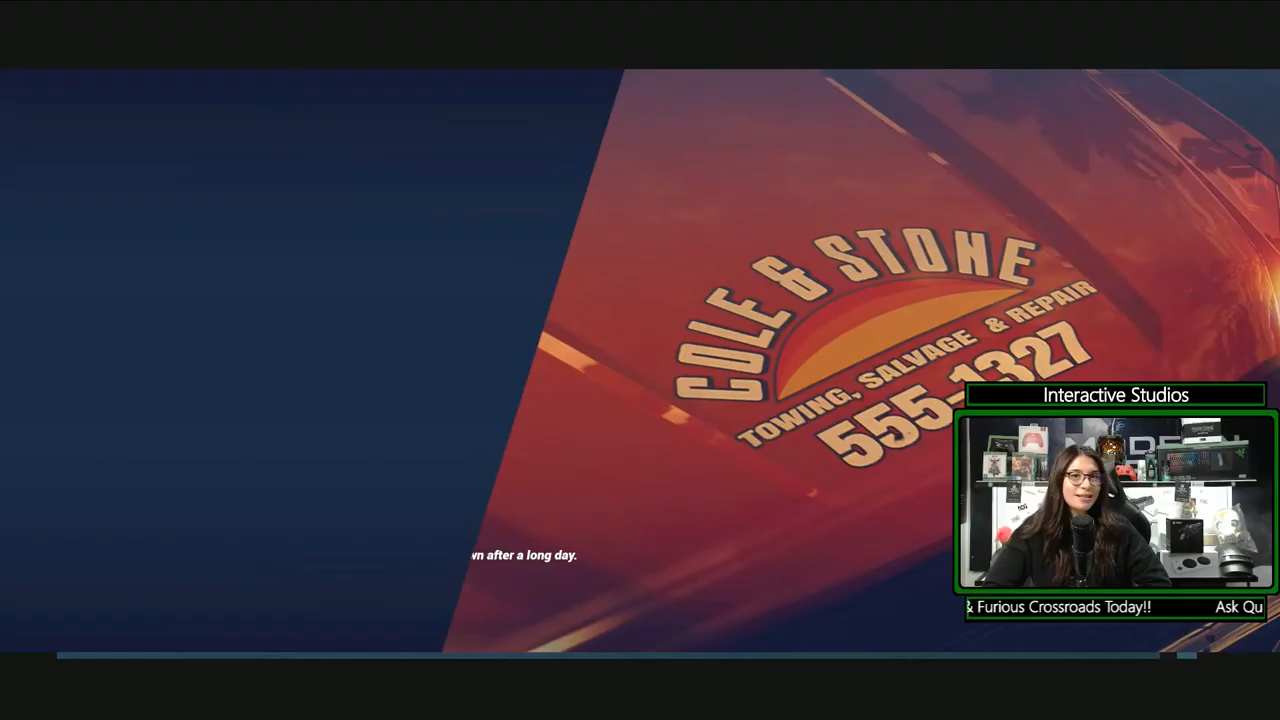 COLE & STONE
TOWING, SALVAGE & REPAIR
555-1327
wn after a long day.
Interactive Studios
& Furious Crossroads Today!! Ask Qu